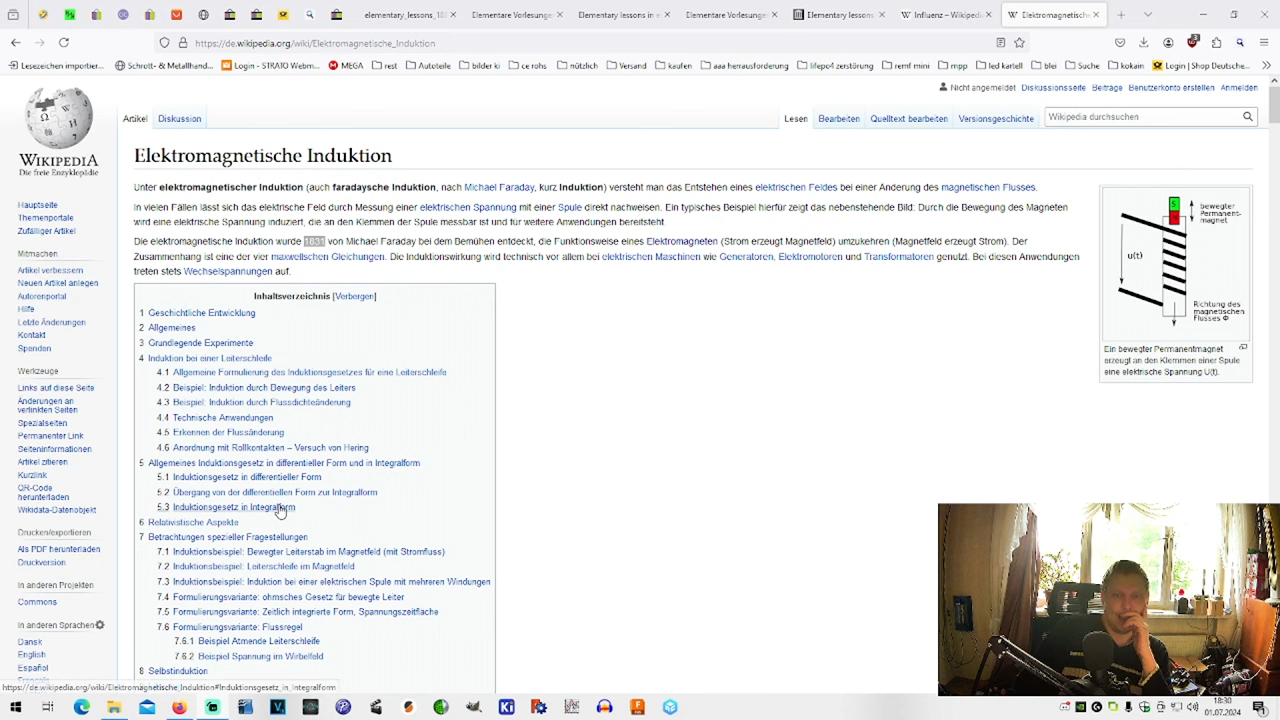 elementary_lessons_18
Elementare Vorlesunge
Elementary lessons in e
Elementare Vorlesunge
Elementary lessons
Influenz – Wikipedi
Elektromagnetische
https://de.wikipedia.org/wiki/Elektromagnetische_Induktion
Lesezeichen importier...
Schrott- & Metallhand...
Login - STRATO Webm...
MEGA
rest
Autoteile
bilder ki
ce rohs
nützlich
Versand
kaufen
aaa herrausforderung
lifepo4 zerstörung
remf mini
mpp
led kartell
blei
Suche
kokain
Login | Shop Deutsche...
Nicht angemeldet Diskussionsseite Beiträge Benutzerkonto erstellen Anmelden
Artikel Diskussion
Lesen Bearbeiten Quelltext bearbeiten Versionsgeschichte
Wikipedia durchsuchen
WIKIPEDIA
Die freie Enzyklopädie
Hauptseite
Themenportale
Zufälliger Artikel
Mitmachen
Artikel verbessern
Neuen Artikel anlegen
Autorenportal
Hilfe
Letzte Änderungen
Kontakt
Spenden
Werkzeuge
Links auf diese Seite
Änderungen an
verlinkten Seiten
Spezialseiten
Permanenter Link
Seiteninformationen
Artikel zitieren
Kurzlink
QR-Code
herunterladen
Wikidata-Datenobjekt
Drucken/exportieren
Als PDF herunterladen
Druckversion
In anderen Projekten
Commons
In anderen Sprachen
Dansk
English
Español
Elektromagnetische Induktion
Unter elektromagnetischer Induktion (auch faradaysche Induktion, nach Michael Faraday, kurz Induktion) versteht man das Entstehen eines elektrischen Feldes bei einer Änderung des magnetischen Flusses.
In vielen Fällen lässt sich das elektrische Feld durch Messung einer elektrischen Spannung mit einer Spule direkt nachweisen. Ein typisches Beispiel hierfür zeigt das nebenstehende Bild: Durch die Bewegung des Magneten
wird eine elektrische Spannung induziert, die an den Klemmen der Spule messbar ist und für weitere Anwendungen bereitsteht.
Die elektromagnetische Induktion wurde 1831 von Michael Faraday bei dem Bemühen entdeckt, die Funktionsweise eines Elektromagneten (Strom erzeugt Magnetfeld) umzukehren (Magnetfeld erzeugt Strom). Der
Zusammenhang ist eine der vier maxwellschen Gleichungen. Die Induktionswirkung wird technisch vor allem bei elektrischen Maschinen wie Generatoren, Elektromotoren und Transformatoren genutzt. Bei diesen Anwendungen
treten stets Wechselspannungen auf.
Inhaltsverzeichnis [Verbergen]
1 Geschichtliche Entwicklung
2 Allgemeines
3 Grundlegende Experimente
4 Induktion bei einer Leiterschleife
4.1 Allgemeine Formulierung des Induktionsgesetzes für eine Leiterschleife
4.2 Beispiel: Induktion durch Bewegung des Leiters
4.3 Beispiel: Induktion durch Flussdichteänderung
4.4 Technische Anwendungen
4.5 Erkennen der Flussänderung
4.6 Anordnung mit Rollkontakten – Versuch von Hering
5 Allgemeines Induktionsgesetz in differentieller Form und in Integralform
5.1 Induktionsgesetz in differentieller Form
5.2 Übergang von der differentiellen Form zur Integralform
5.3 Induktionsgesetz in Integralform
6 Relativistische Aspekte
7 Betrachtungen spezieller Fragestellungen
7.1 Induktionsbeispiel: Bewegter Leiterstab im Magnetfeld (mit Stromfluss)
7.2 Induktionsbeispiel: Leiterschleife im Magnetfeld
7.3 Induktionsbeispiel: Induktion bei einer elektrischen Spule mit mehreren Windungen
7.4 Formulierungsvariante: ohmsches Gesetz für bewegte Leiter
7.5 Formulierungsvariante: Zeitlich integrierte Form, Spannungszeitfläche
7.6 Formulierungsvariante: Flussregel
7.6.1 Beispiel Atmende Leiterschleife
7.6.2 Beispiel Spannung im Wirbelfeld
8 Selbstinduktion
S
bewegter
Permanent-
magnet
u(t)
Richtung des
magnetischen
Flusses Φ
Ein bewegter Permanentmagnet
erzeugt an den Klemmen einer Spule
eine elektrische Spannung U(t).
https://de.wikipedia.org/wiki/Elektromagnetische_Induktion#Induktionsgesetz_in_Integralform
18:30
01.07.2024